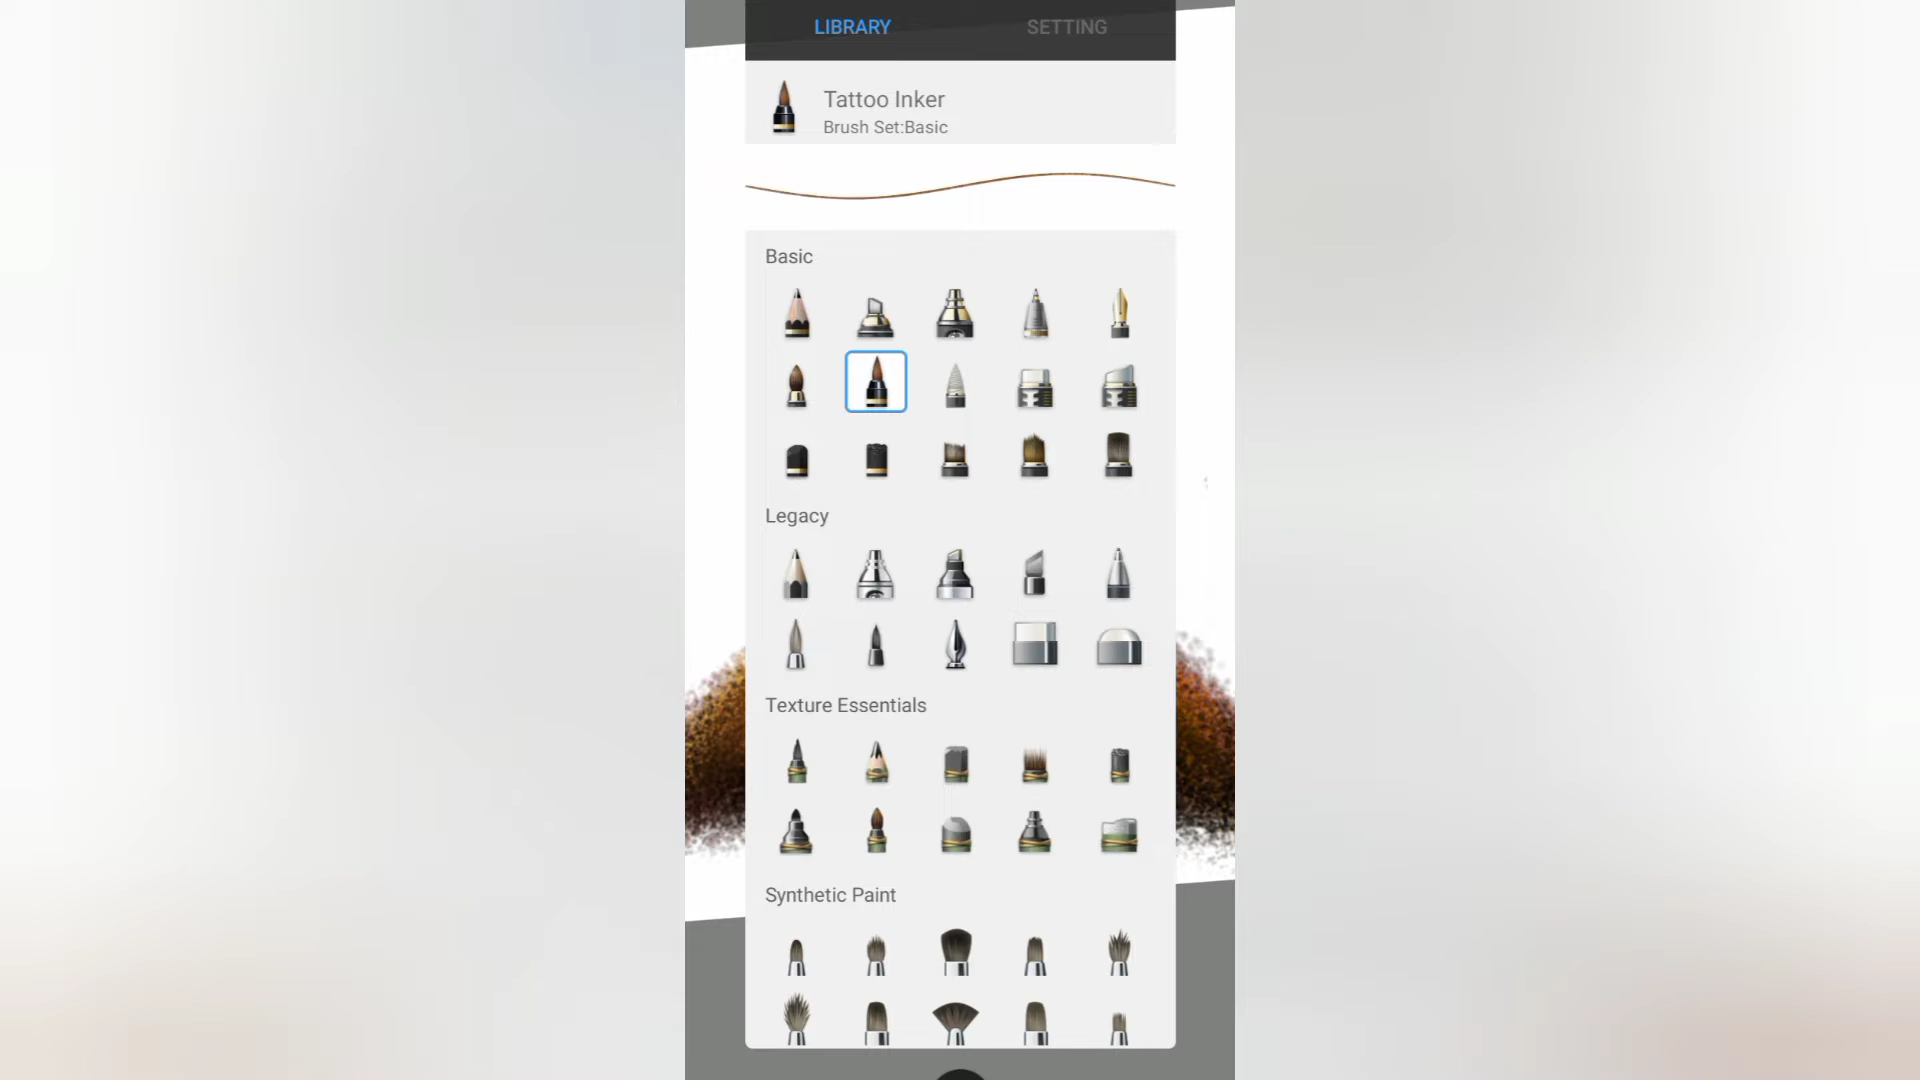 LIBRARY SETTING
Tattoo Inker
Brush Set:Basic
Basic
Legacy
Texture Essentials
Synthetic Paint